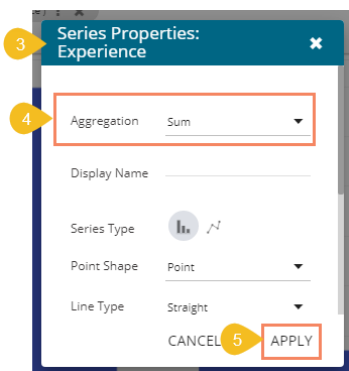 3
Series Properties:
Experience
4
Aggregation Sum
Display Name
Series Type
Point Shape Point
Line Type Straight
CANCEL 5 APPLY